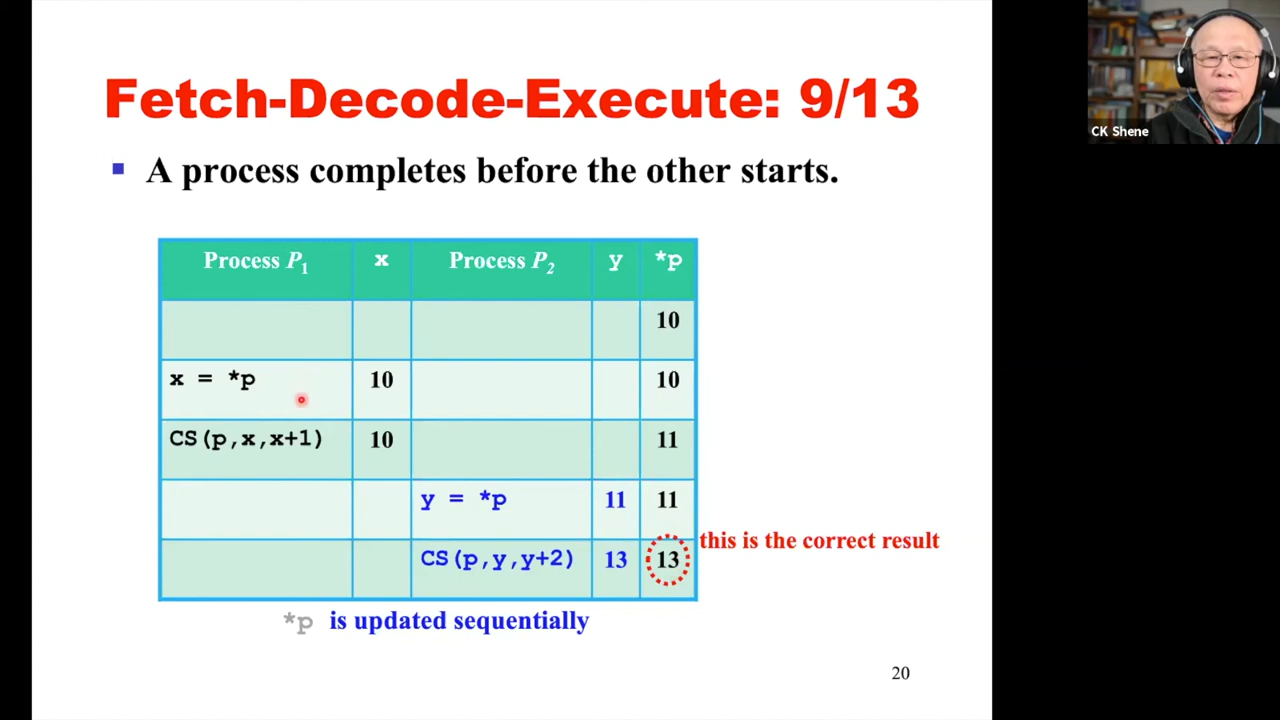 Fetch-Decode-Execute: 9/13
CK Shene
A process completes before the other starts.
Process P1 x Process P2 y *p
10
x = *p 10 10
CS(p,x,x+1) 10 11
y = *p 11 11
CS(p,y,y+2) 13 13
this is the correct result
*p is updated sequentially
20